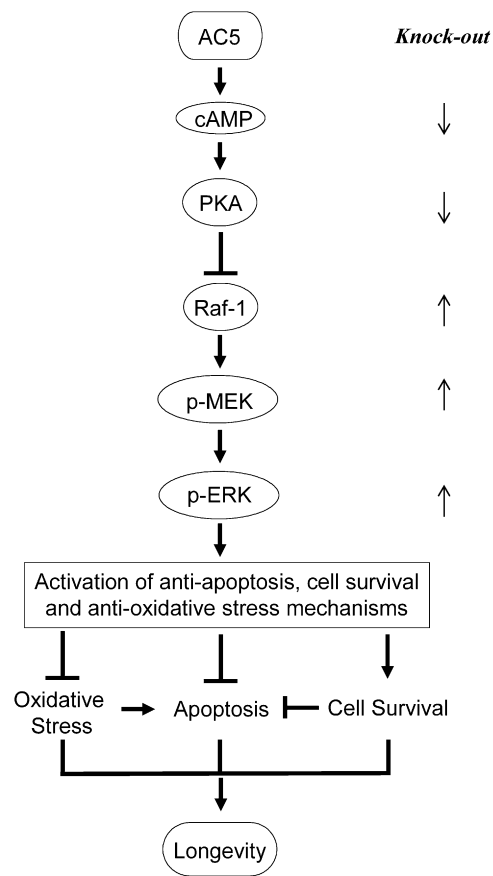 AC5
Knock-out
cAMP
PKA
Raf-1
p-MEK
p-ERK
Activation of anti-apoptosis, cell survival
and anti-oxidative stress mechanisms
Oxidative
Stress
Apoptosis
Cell Survival
Longevity